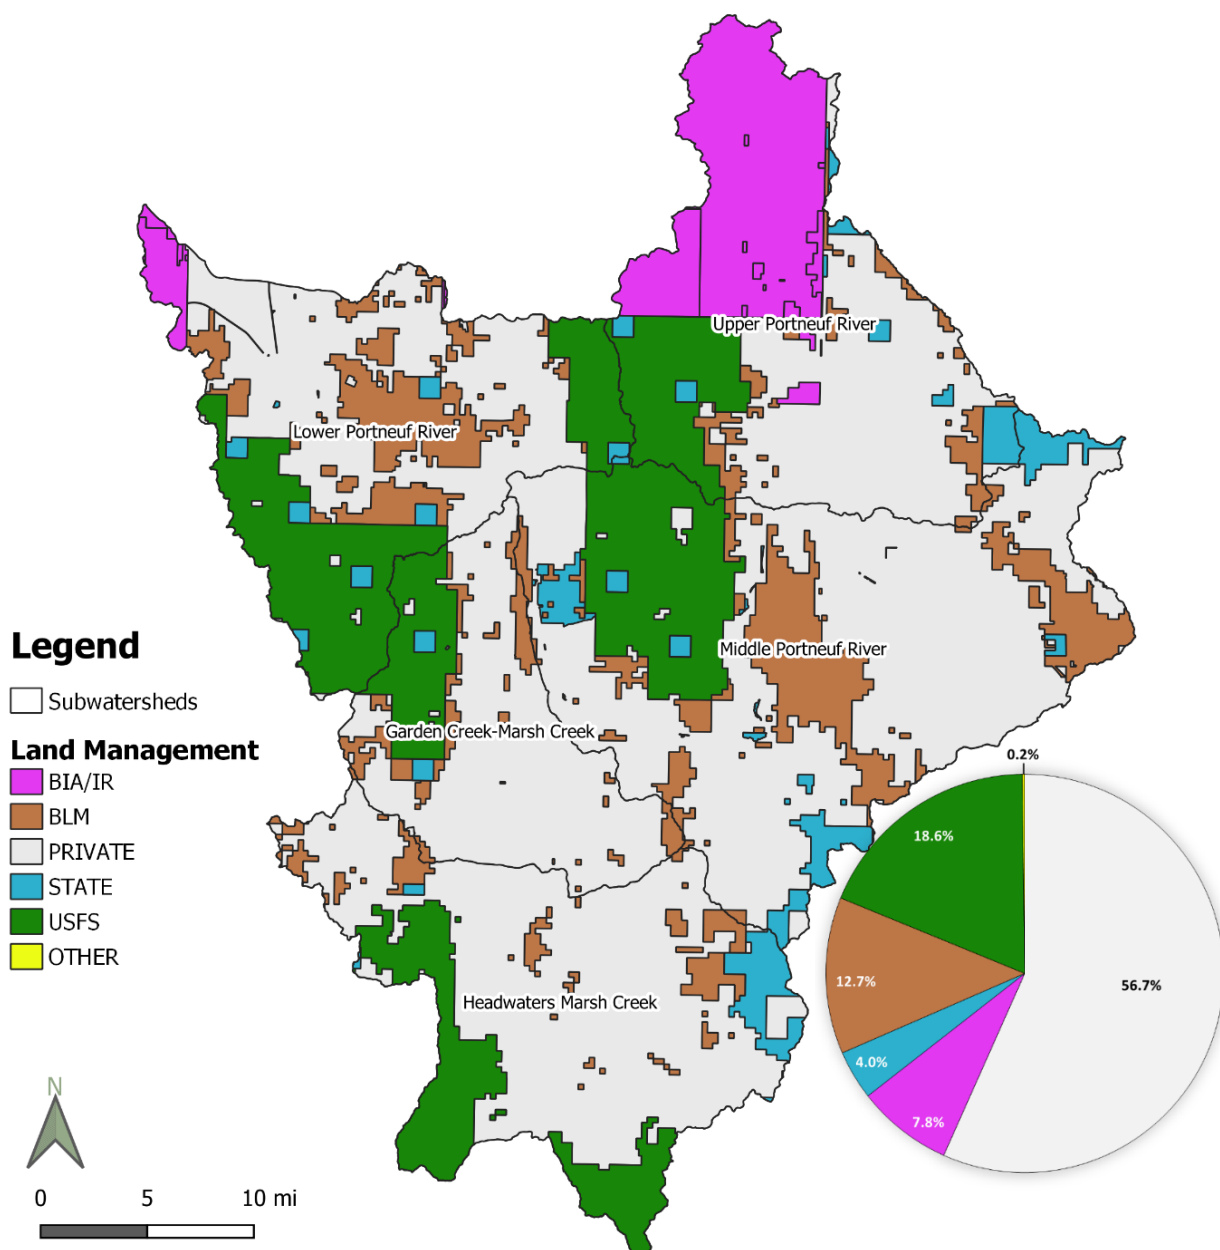 Upper Portneuf River
Lower Portneuf River
Middle Portneuf River
Garden Creek-Marsh Creek
Headwaters Marsh Creek
Legend
Subwatersheds
Land Management
BIA/IR
BLM
PRIVATE
STATE
USFS
OTHER
0.2%
18.6%
12.7%
56.7%
4.0%
7.8%
N
0 5 10 mi